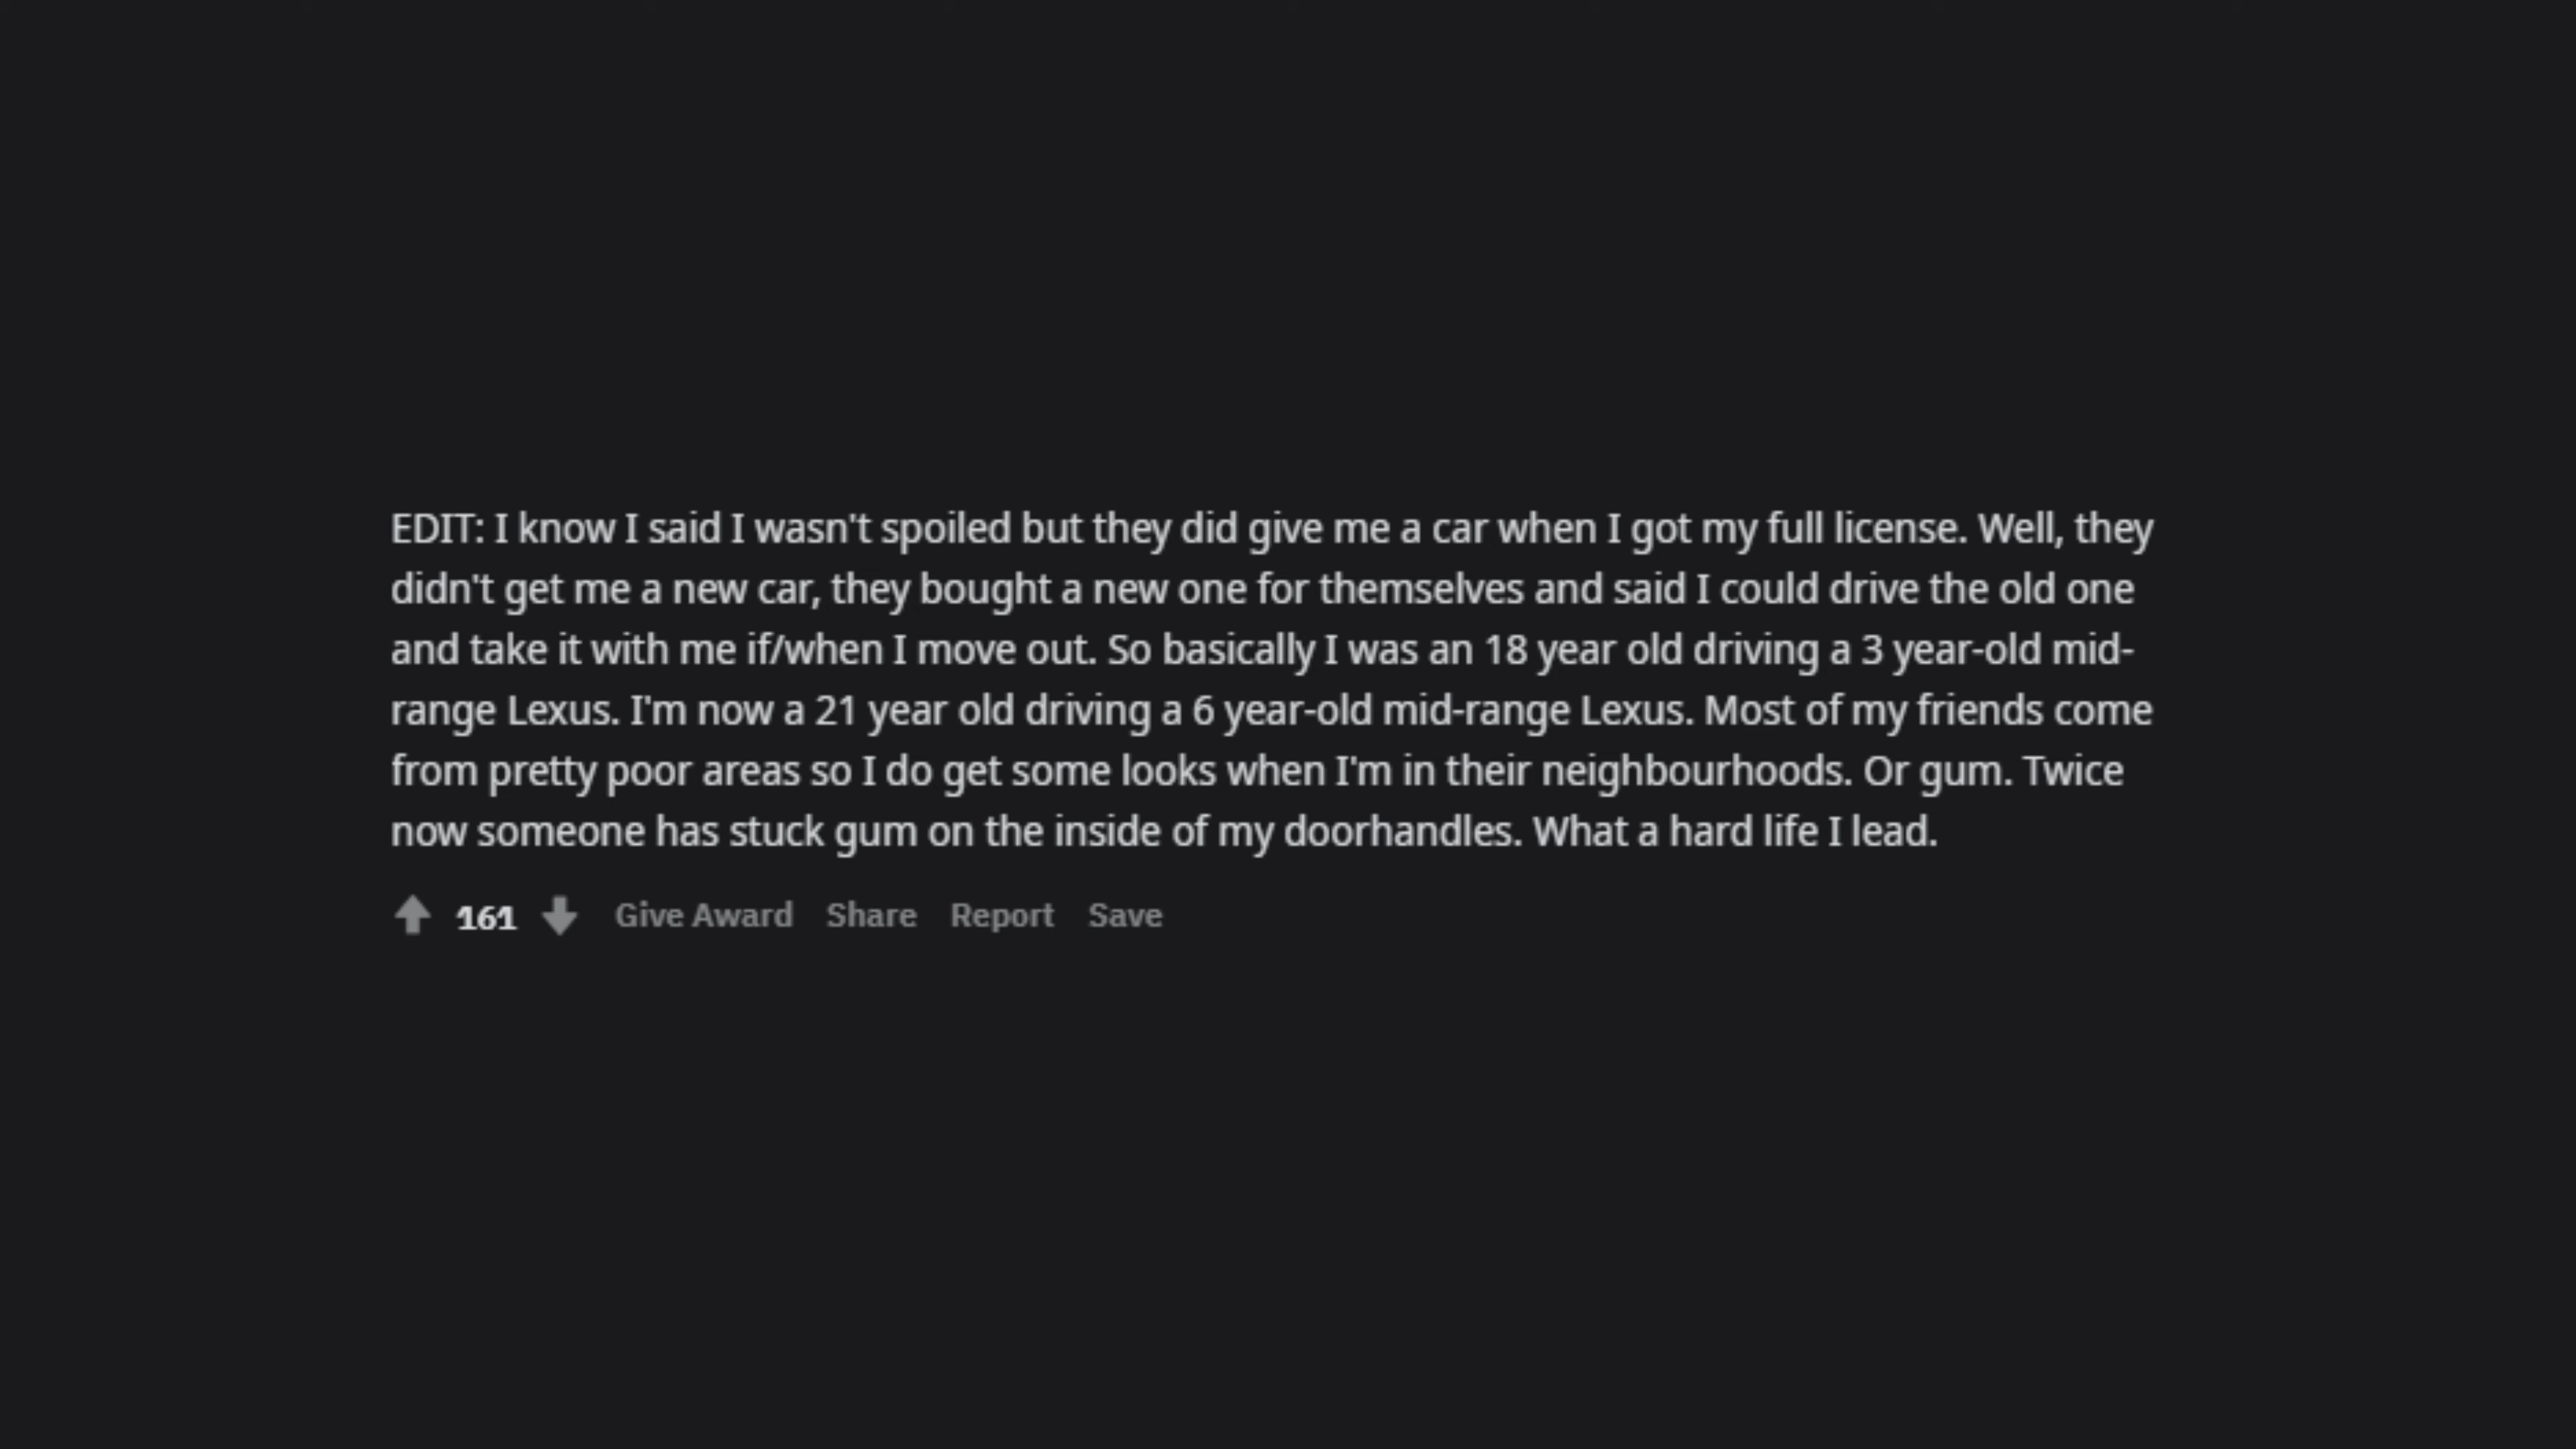 EDIT: I know I said I wasn't spoiled but they did give me a car when I got my full license. Well, they
didn't get me a new car, they bought a new one for themselves and said I could drive the old one
and take it with me if/when I move out. So basically I was an 18 year old driving a 3 year-old mid-
range Lexus. I'm now a 21 year old driving a 6 year-old mid-range Lexus. Most of my friends come
from pretty poor areas so I do get some looks when I'm in their neighbourhoods. Or gum. Twice
now someone has stuck gum on the inside of my doorhandles. What a hard life I lead.
161 Give Award Share Report Save